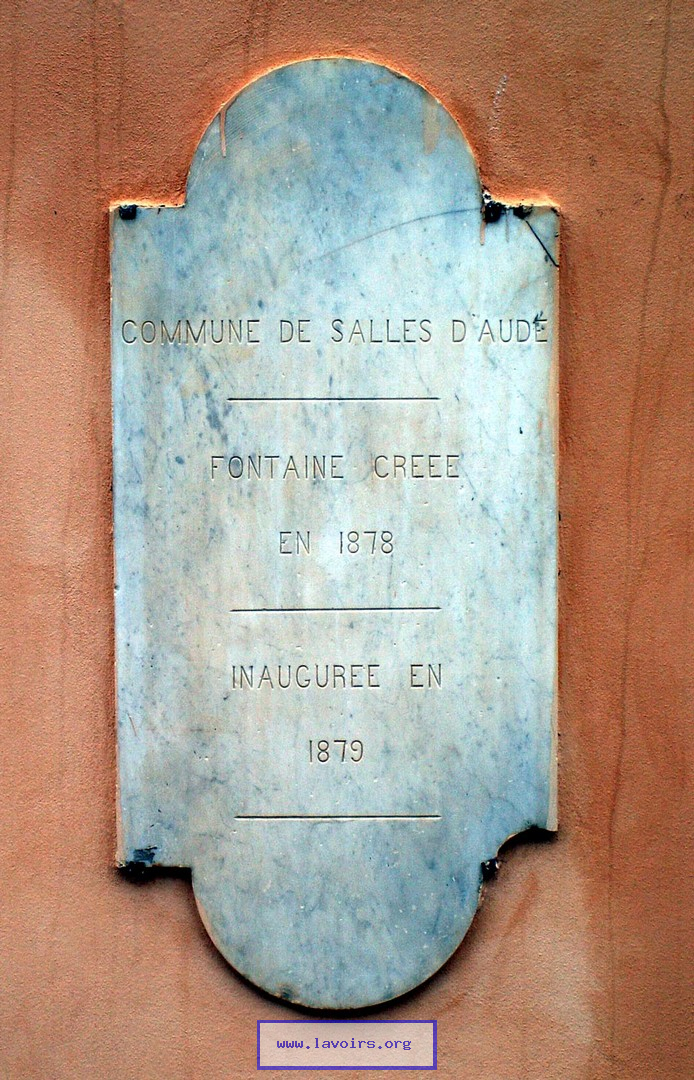 COMMUNE DE SALLES D'AUDE
FONTAINE CREEE
EN 1878
INAUGUREE EN
1879
www.lavoirs.org